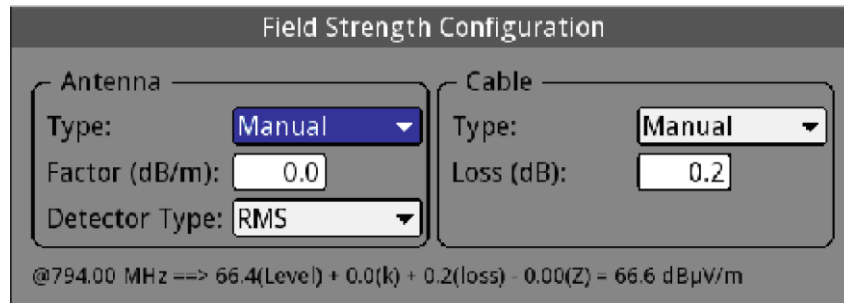 Field Strength Configuration
Antenna
Type: Manual
Factor (dB/m): 0.0
Detector Type: RMS
Cable
Type: Manual
Loss (dB): 0.2
@794.00 MHz ==> 66.4(Level) + 0.0(k) + 0.2(loss) - 0.00(Z) = 66.6 dBµV/m